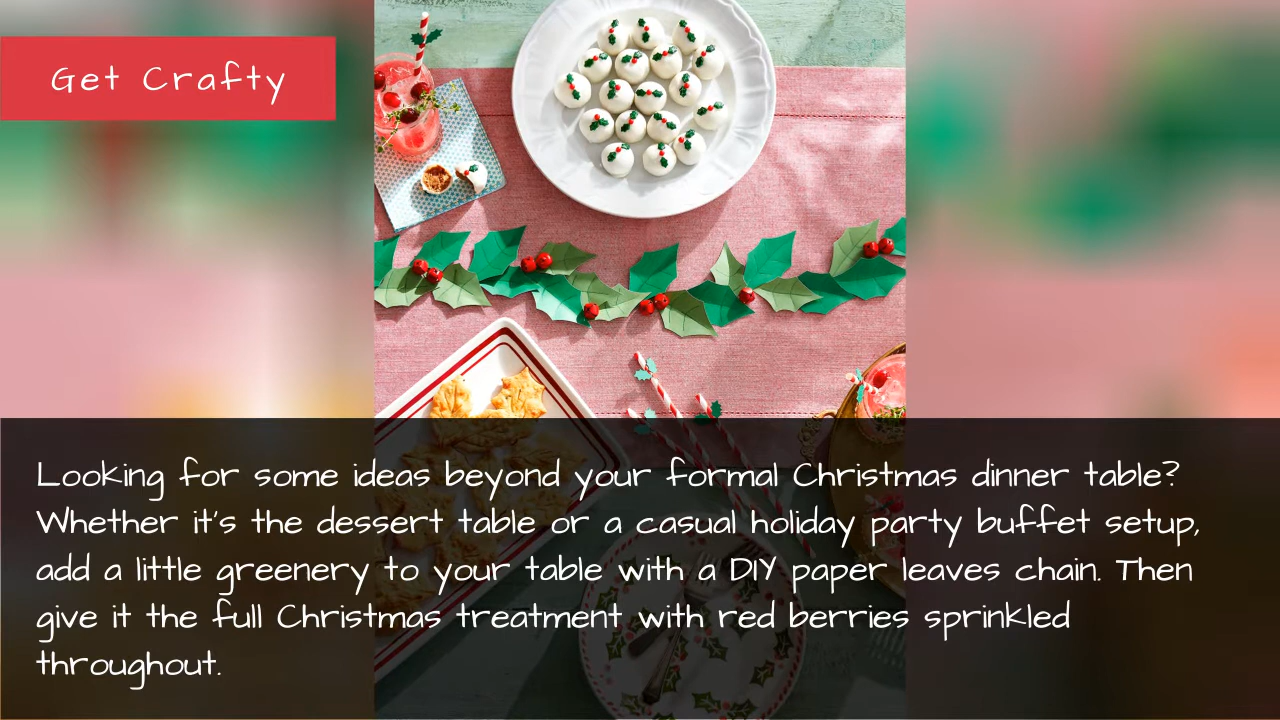 Get Crafty
Looking for some ideas beyond your formal Christmas dinner table?
Whether it's the dessert table or a casual holiday party buffet setup,
add a little greenery to your table with a DIY paper leaves chain. Then
give it the full Christmas treatment with red berries sprinkled
throughout.